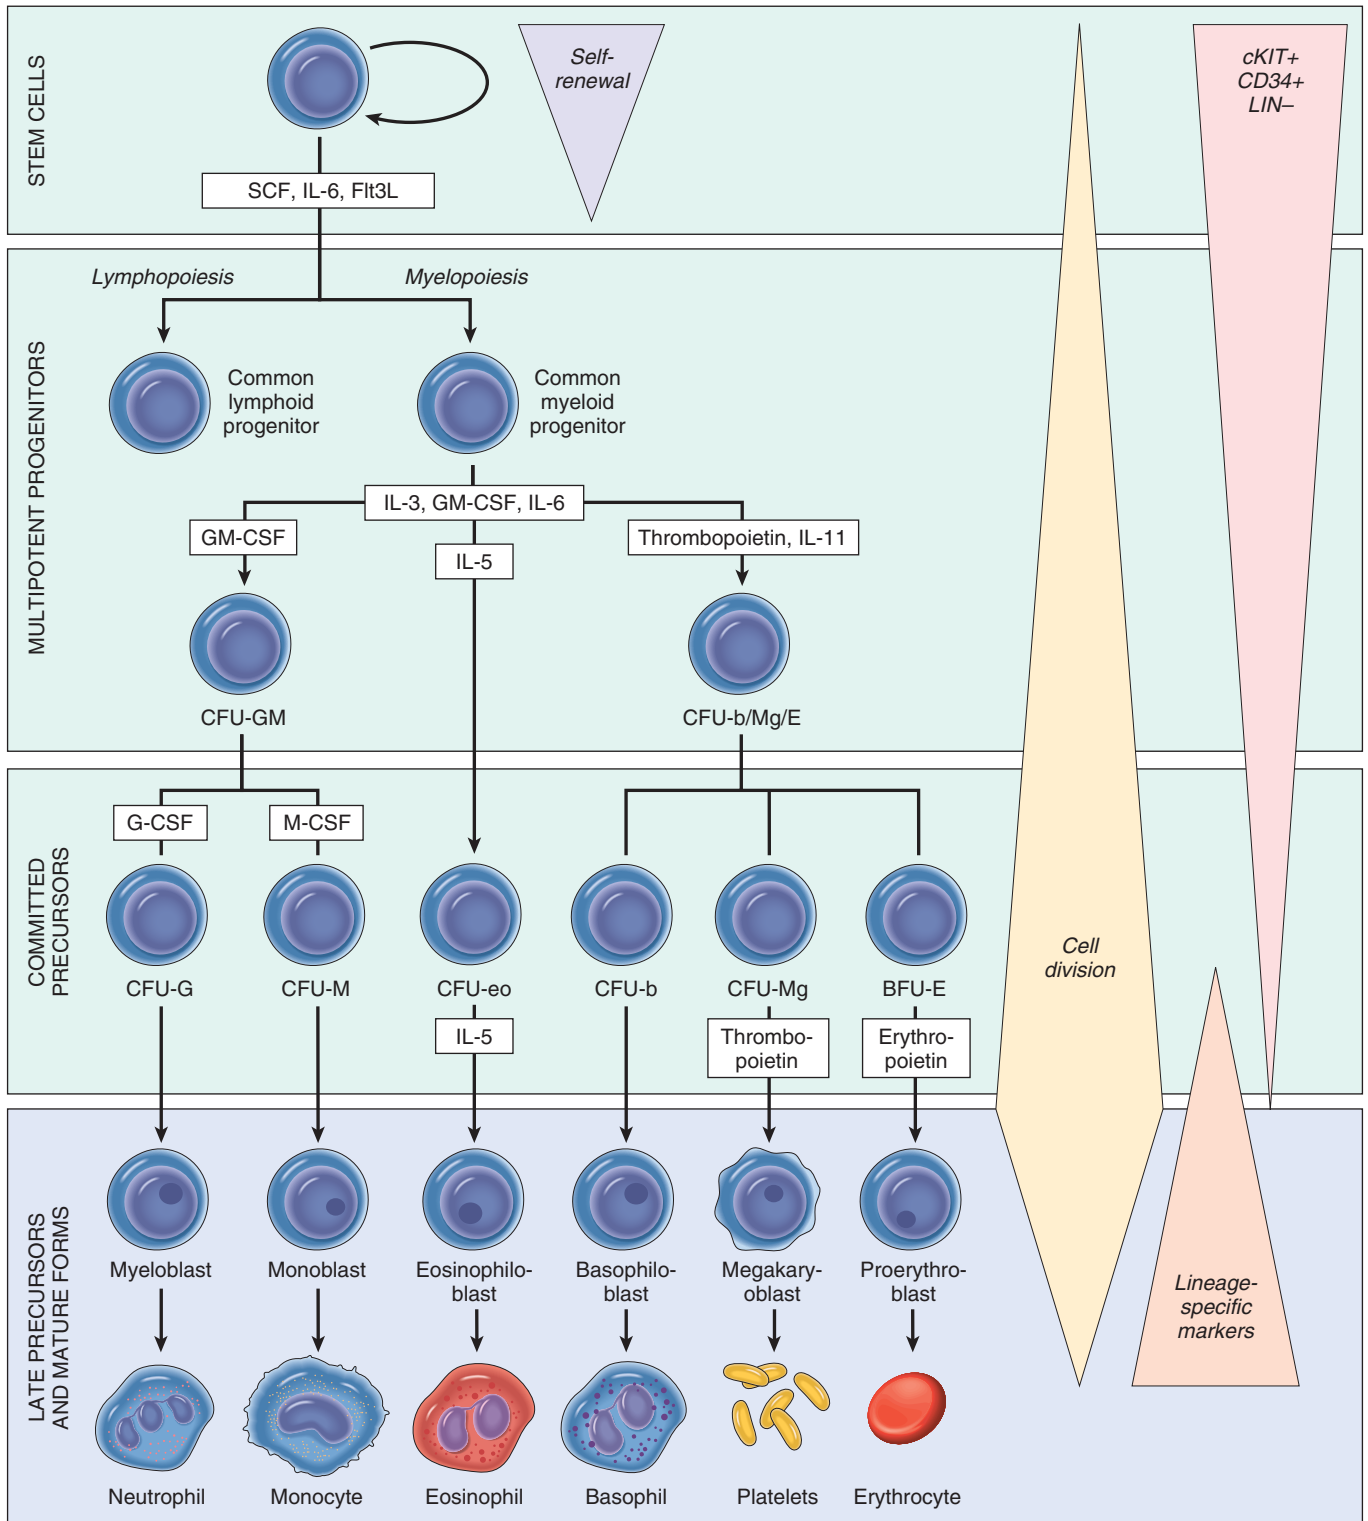 STEM CELLS
Self-
renewal
cKIT+
CD34+
LIN–
SCF, IL-6, Flt3L
MULTIPOTENT PROGENITORS
Lymphopoiesis
Myelopoiesis
Common
lymphoid
progenitor
Common
myeloid
progenitor
IL-3, GM-CSF, IL-6
GM-CSF
IL-5
Thrombopoietin, IL-11
CFU-GM
CFU-b/Mg/E
COMMITTED
PRECURSORS
G-CSF
M-CSF
CFU-G
CFU-M
CFU-eo
CFU-b
CFU-Mg
BFU-E
IL-5
Thrombo-
poietin
Erythro-
poietin
Cell
division
LATE PRECURSORS
AND MATURE FORMS
Myeloblast
Monoblast
Eosinophilo-
blast
Basophilo-
blast
Megakary-
oblast
Proerythro-
blast
Lineage-
specific
markers
Neutrophil
Monocyte
Eosinophil
Basophil
Platelets
Erythrocyte